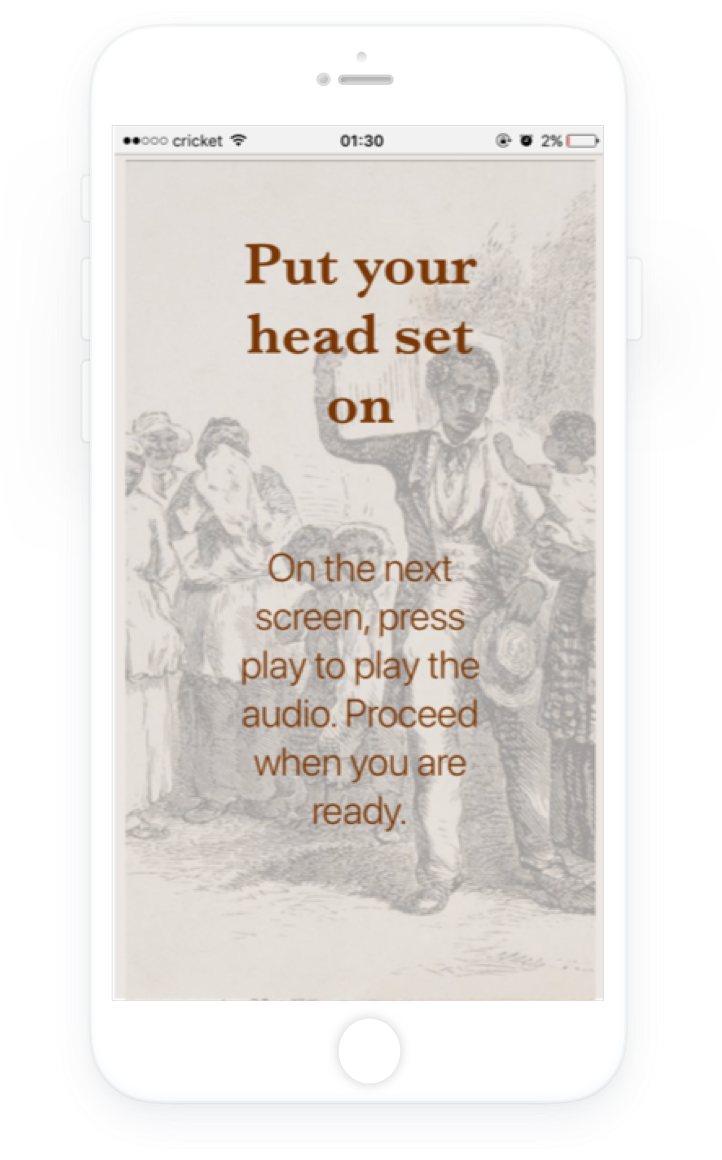 cricket 01:30 2%
Put your
head set
on
On the next
screen, press
play to play the
audio. Proceed
when you are
ready.